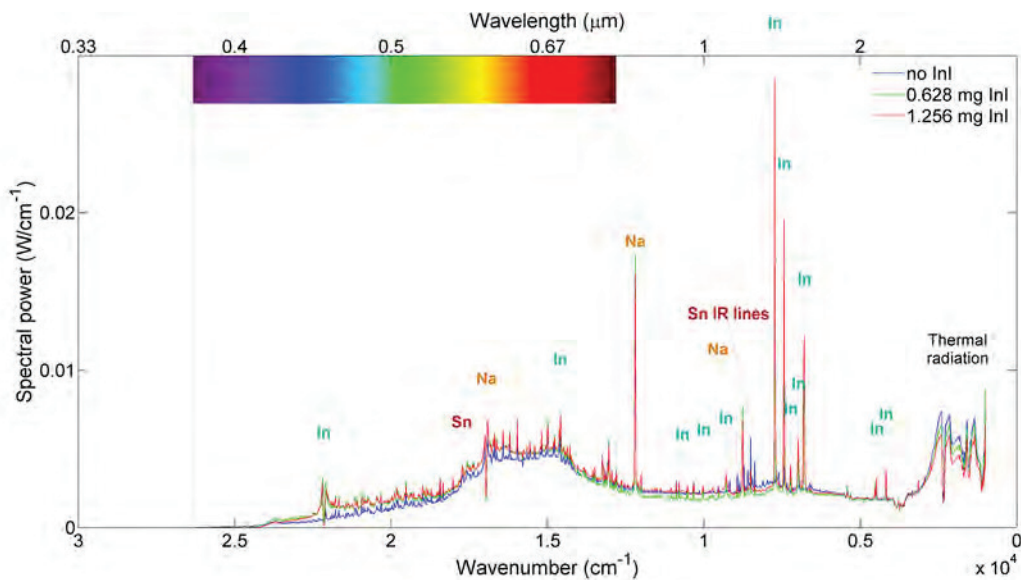 Wavelength (μm)
In
0.33 0.4 0.5 0.67 1 2
no InI
0.628 mg InI
1.256 mg InI
In
0.02
Na
In
Sn IR lines
Na
Thermal
radiation
In
0.01
Na
Sn
In
In
In
In
In
In
In
In
In
0
Spectral power (W/cm⁻¹)
3 2.5 2 1.5 1 0.5 0
Wavenumber (cm⁻¹)
x 10⁴